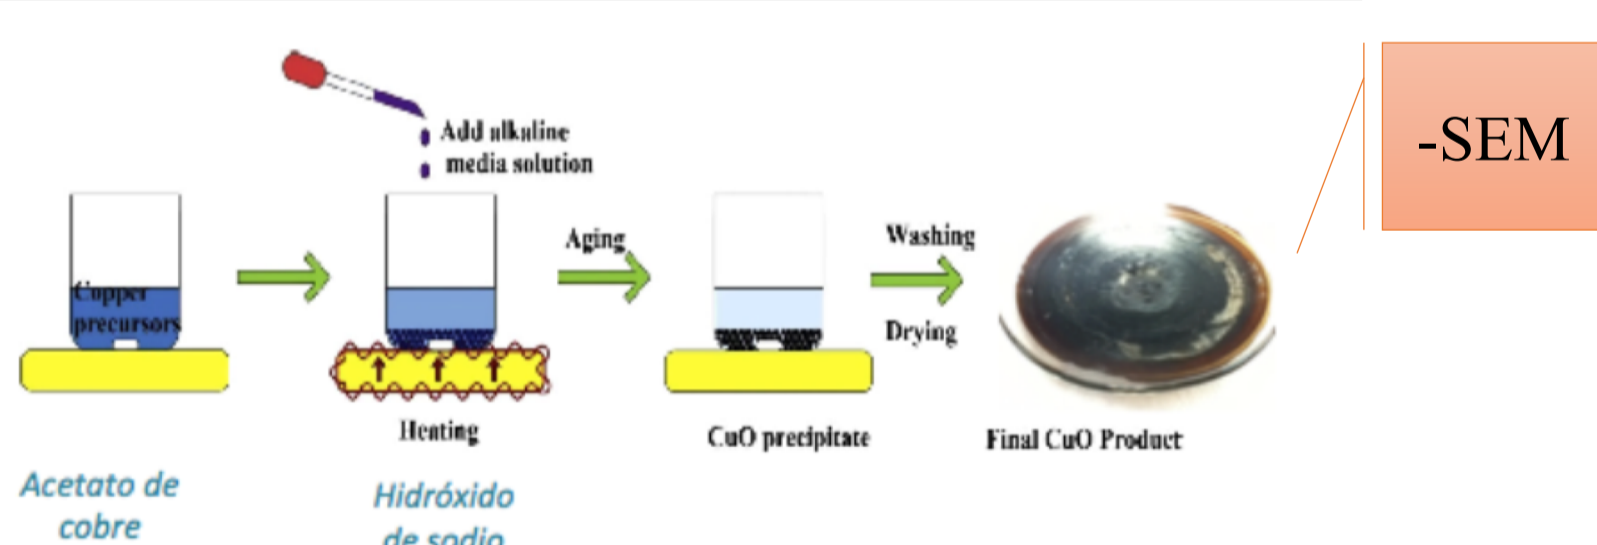 Add alkaline
media solution
Copper
precursors
Aging
Washing
Drying
-SEM
Heating
CuO precipitate
Final CuO Product
Acetato de
cobre
Hidróxido
de sodio